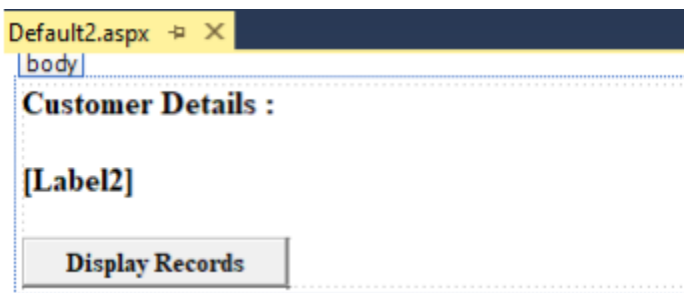 Default2.aspx
body
Customer Details :
[Label2]
Display Records